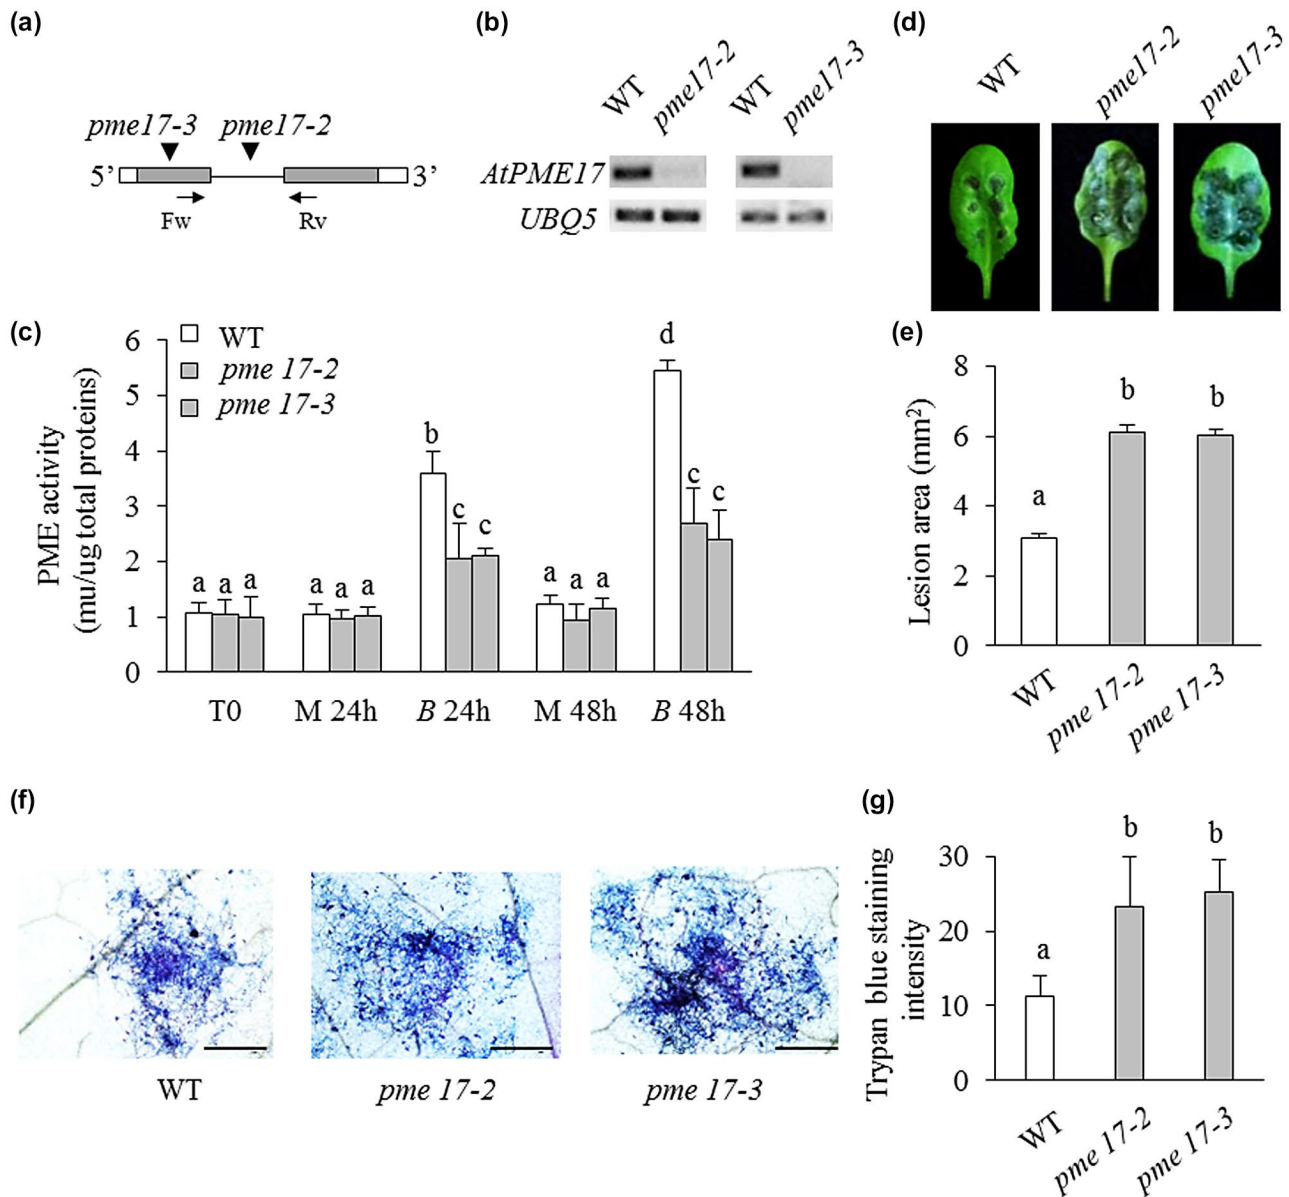 (a)
pme17-3 pme17-2
5’ 3’
Fw Rv
(b)
WT pme17-2 WT pme17-3
AtPME17
UBQ5
(d)
WT pme17-2 pme17-3
(c)
PME activity
(mu/ug total proteins)
6
5
4
3
2
1
0
WT
pme 17-2
pme 17-3
a a a a a a b c c a a a d c c
T0 M 24h B 24h M 48h B 48h
(e)
Lesion area (mm²)
8
6
4
2
0
a b b
WT pme 17-2 pme 17-3
(f)
WT pme 17-2 pme 17-3
(g)
Trypan blue staining
intensity
30
20
10
0
a b b
WT pme 17-2 pme 17-3